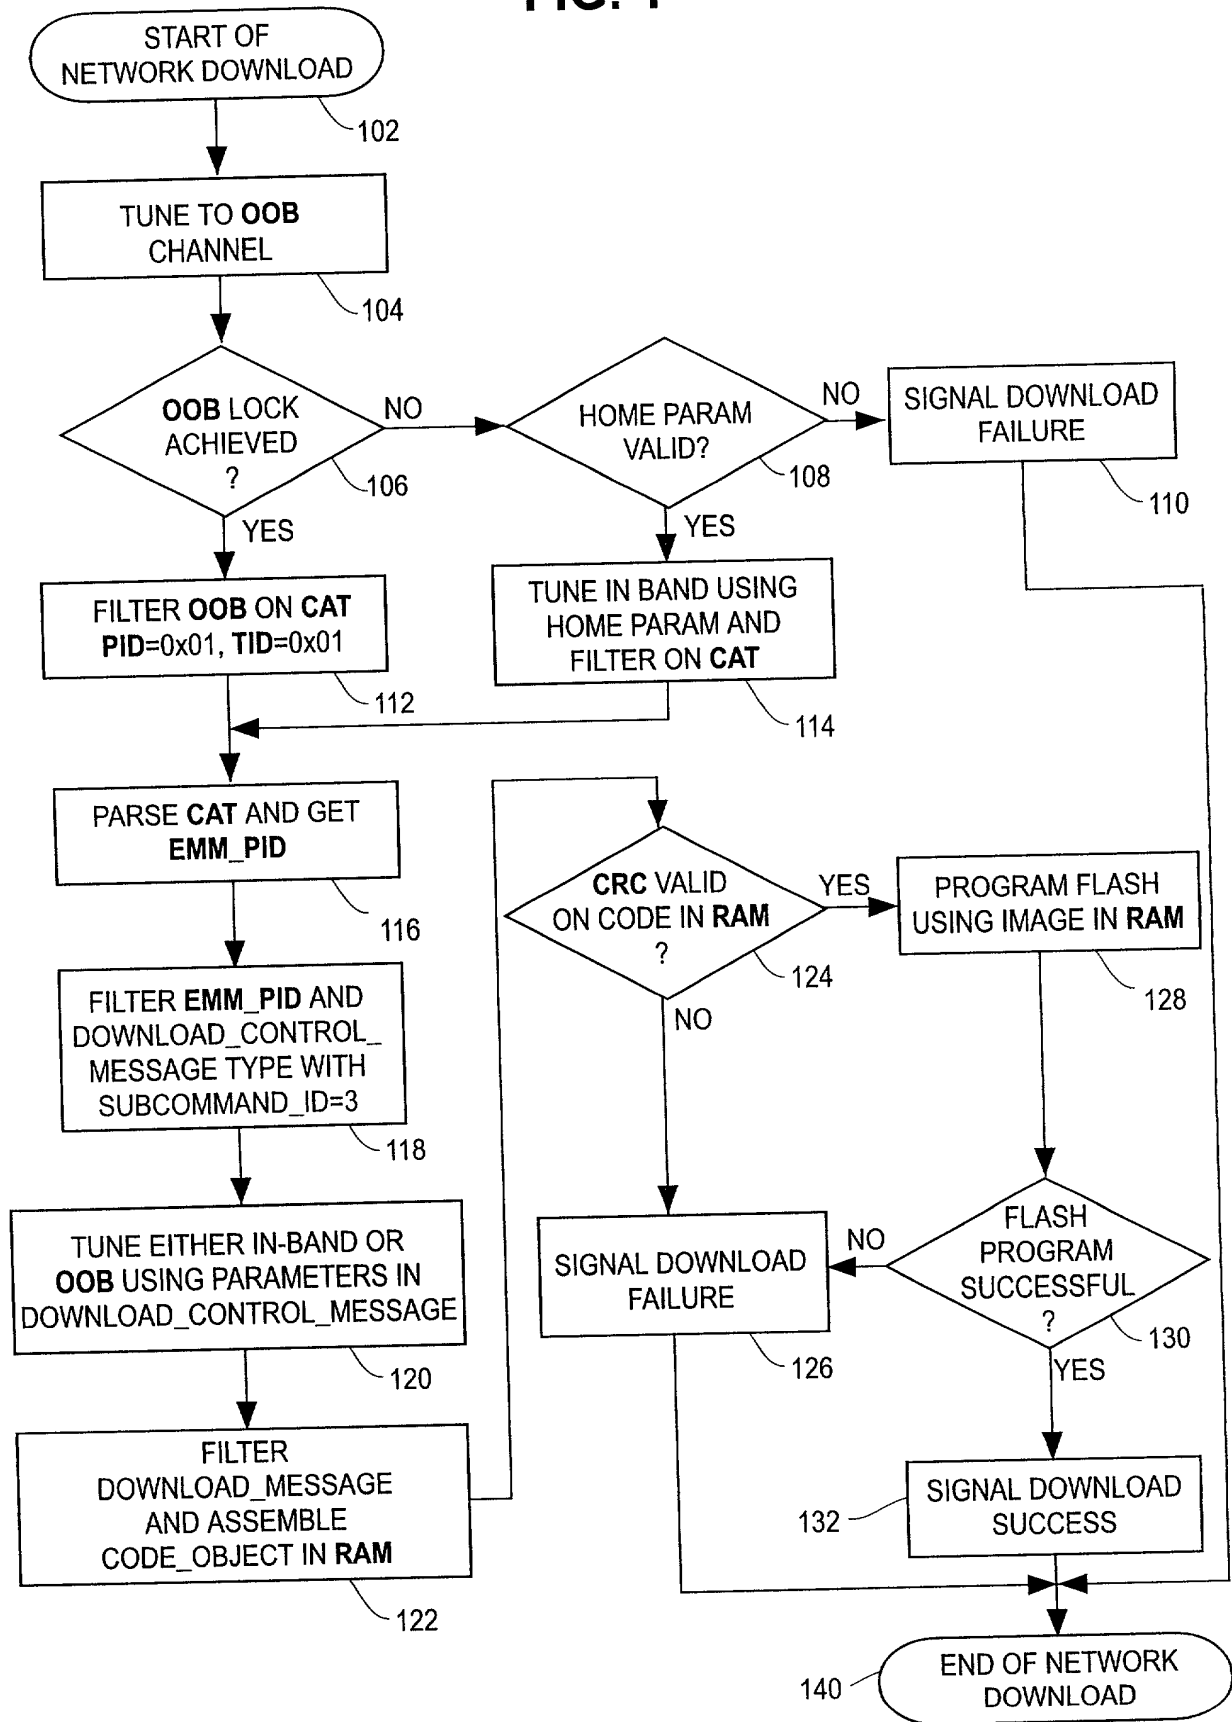 START OF
NETWORK DOWNLOAD
102
TUNE TO OOB
CHANNEL
104
OOB LOCK
ACHIEVED
?
106
NO
YES
HOME PARAM
VALID?
108
NO
YES
SIGNAL DOWNLOAD
FAILURE
110
FILTER OOB ON CAT
PID=0x01, TID=0x01
112
TUNE IN BAND USING
HOME PARAM AND
FILTER ON CAT
114
PARSE CAT AND GET
EMM_PID
116
FILTER EMM_PID AND
DOWNLOAD_CONTROL_
MESSAGE TYPE WITH
SUBCOMMAND_ID=3
118
TUNE EITHER IN-BAND OR
OOB USING PARAMETERS IN
DOWNLOAD_CONTROL_MESSAGE
120
FILTER
DOWNLOAD_MESSAGE
AND ASSEMBLE
CODE_OBJECT IN RAM
122
CRC VALID
ON CODE IN RAM
?
124
YES
NO
PROGRAM FLASH
USING IMAGE IN RAM
128
SIGNAL DOWNLOAD
FAILURE
126
FLASH
PROGRAM
SUCCESSFUL
?
130
NO
YES
SIGNAL DOWNLOAD
SUCCESS
132
END OF NETWORK
DOWNLOAD
140